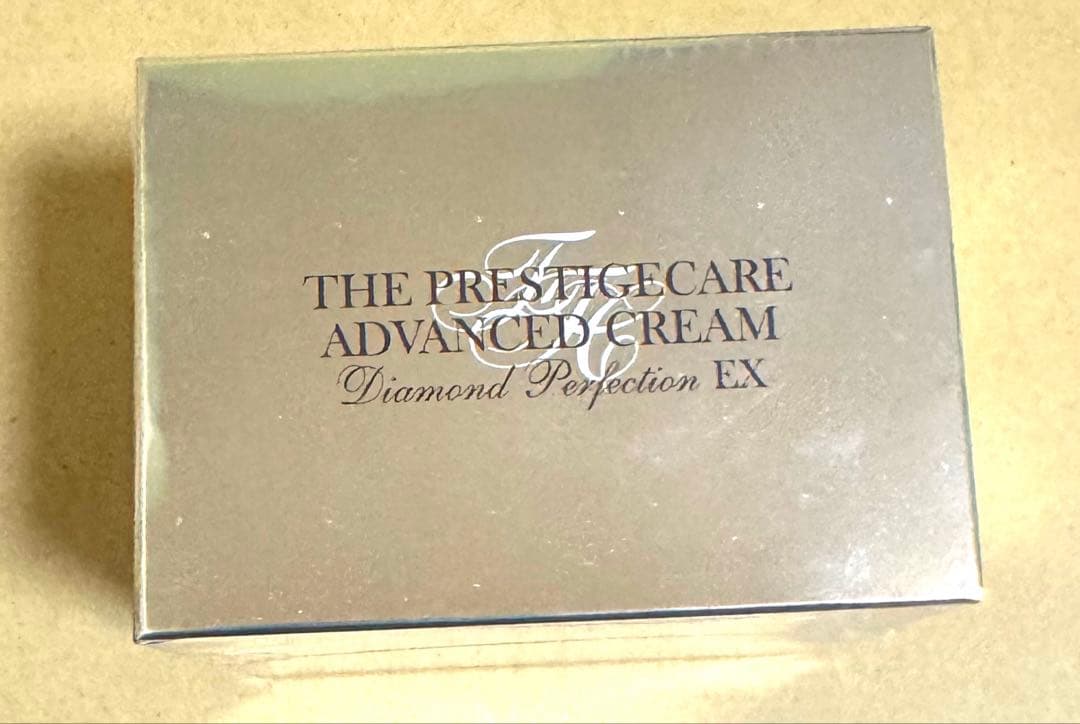 THE PRESTIGECARE
ADVANCED CREAM
Diamond Perfection EX